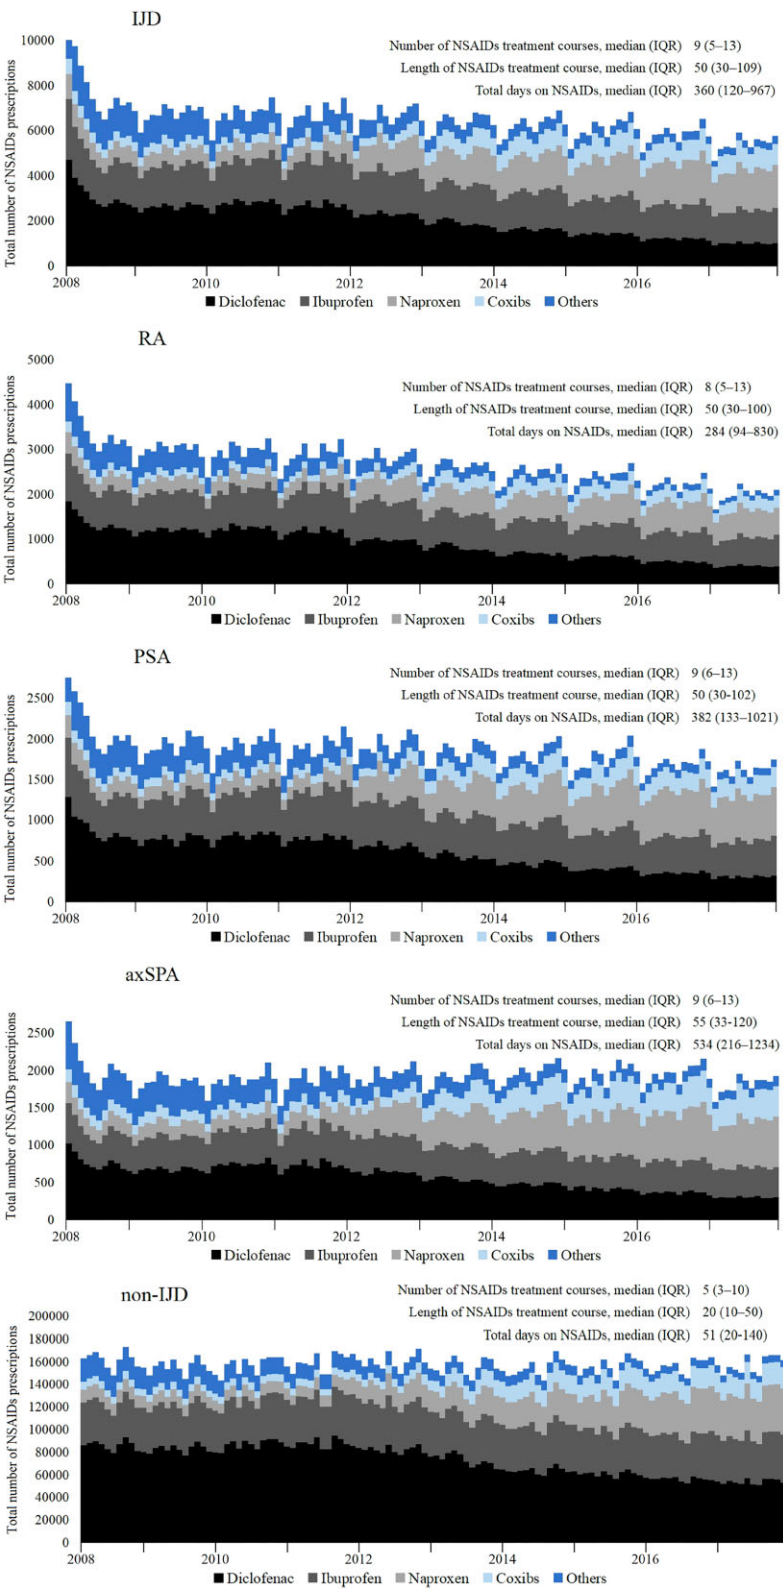 IJD
Number of NSAIDs treatment courses, median (IQR) 9 (5–13)
Length of NSAIDs treatment course, median (IQR) 50 (30–109)
Total days on NSAIDs, median (IQR) 360 (120–967)
Total number of NSAIDs prescriptions
10000
8000
6000
4000
2000
0
2008 2010 2012 2014 2016
Diclofenac Ibuprofen Naproxen Coxibs Others
RA
Number of NSAIDs treatment courses, median (IQR) 8 (5–13)
Length of NSAIDs treatment course, median (IQR) 50 (30–100)
Total days on NSAIDs, median (IQR) 284 (94–830)
Total number of NSAIDs prescriptions
5000
4000
3000
2000
1000
0
2008 2010 2012 2014 2016
Diclofenac Ibuprofen Naproxen Coxibs Others
PSA
Number of NSAIDs treatment courses, median (IQR) 9 (6–13)
Length of NSAIDs treatment course, median (IQR) 50 (30-102)
Total days on NSAIDs, median (IQR) 382 (133–1021)
Total number of NSAIDs prescriptions
2500
2000
1500
1000
500
0
2008 2010 2012 2014 2016
Diclofenac Ibuprofen Naproxen Coxibs Others
axSPA
Number of NSAIDs treatment courses, median (IQR) 9 (6–13)
Length of NSAIDs treatment course, median (IQR) 55 (33-120)
Total days on NSAIDs, median (IQR) 534 (216–1234)
Total number of NSAIDs prescriptions
2500
2000
1500
1000
500
0
2008 2010 2012 2014 2016
Diclofenac Ibuprofen Naproxen Coxibs Others
non-IJD
Number of NSAIDs treatment courses, median (IQR) 5 (3–10)
Length of NSAIDs treatment course, median (IQR) 20 (10–50)
Total days on NSAIDs, median (IQR) 51 (20-140)
Total number of NSAIDs prescriptions
200000
180000
160000
140000
120000
100000
80000
60000
40000
20000
0
2008 2010 2012 2014 2016
Diclofenac Ibuprofen Naproxen Coxibs Others